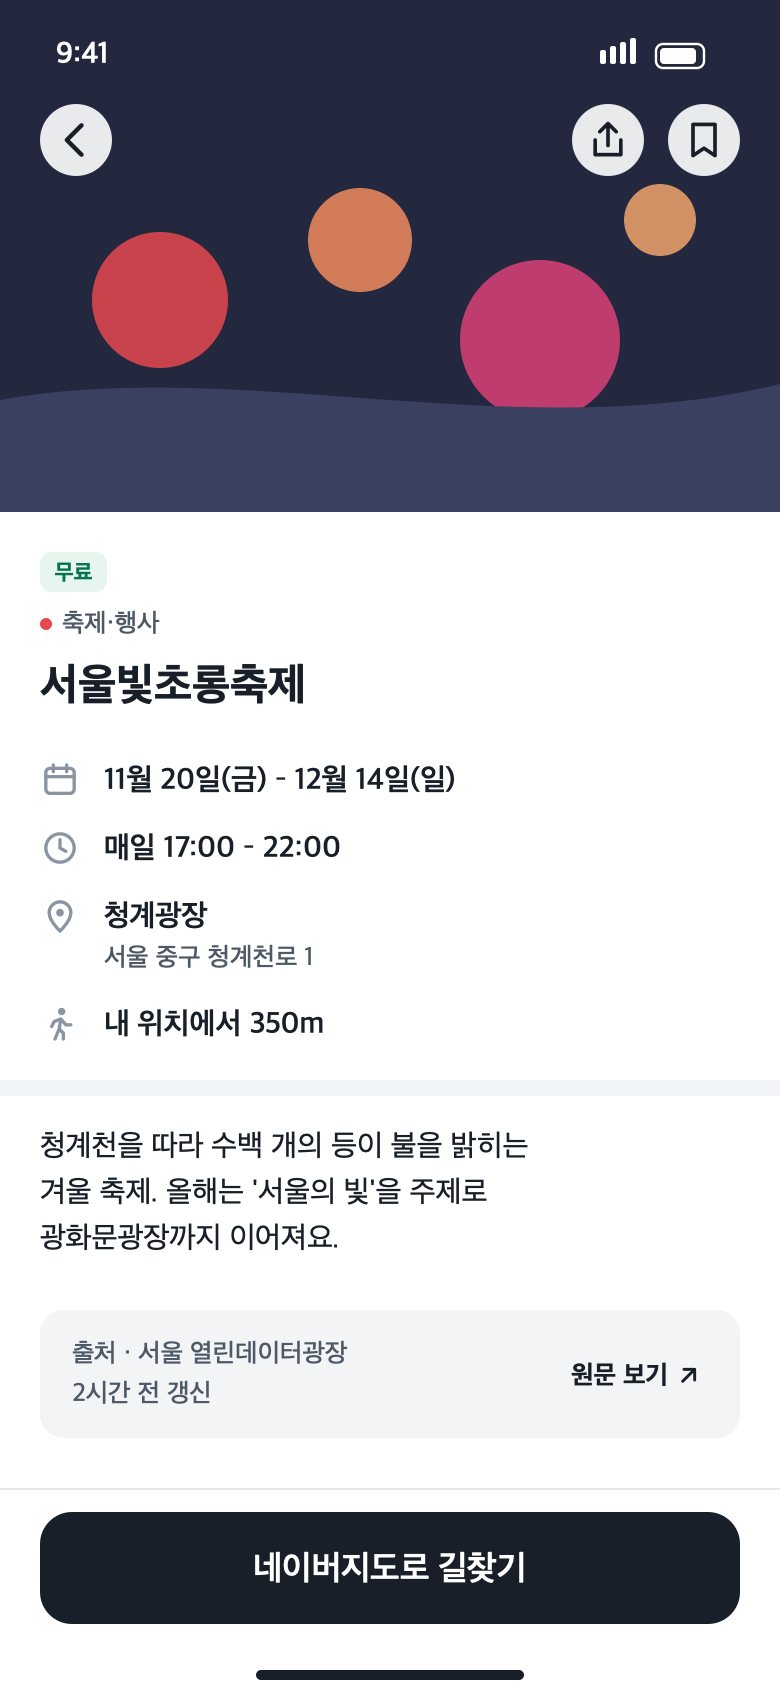 9:41
무료
축제·행사
서울빛초롱축제
11월 20일(금) - 12월 14일(일)
매일 17:00 - 22:00
청계광장
서울 중구 청계천로 1
내 위치에서 350m
청계천을 따라 수백 개의 등이 불을 밝히는
겨울 축제. 올해는 '서울의 빛'을 주제로
광화문광장까지 이어져요.
출처 · 서울 열린데이터광장
2시간 전 갱신
원문 보기
네이버지도로 길찾기